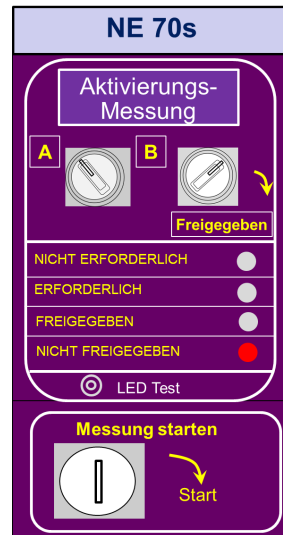 NE 70s
Aktivierungs-
Messung
A B
Freigegeben
NICHT ERFORDERLICH
ERFORDERLICH
FREIGEGEBEN
NICHT FREIGEGEBEN
LED Test
Messung starten
Start